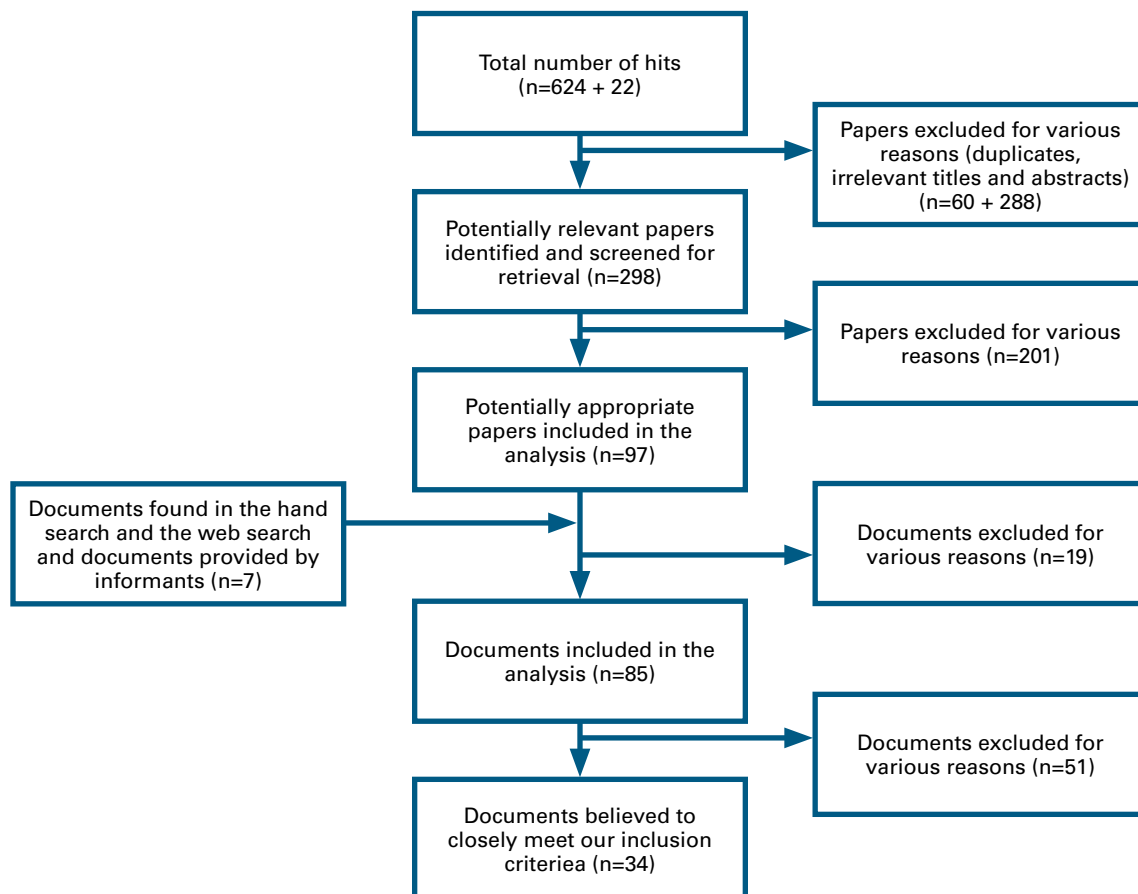 Total number of hits
(n=624 + 22)
Papers excluded for various
reasons (duplicates,
irrelevant titles and abstracts)
(n=60 + 288)
Potentially relevant papers
identified and screened for
retrieval (n=298)
Papers excluded for various
reasons (n=201)
Potentially appropriate
papers included in the
analysis (n=97)
Documents found in the hand
search and the web search
and documents provided by
informants (n=7)
Documents excluded for
various reasons (n=19)
Documents included in the
analysis (n=85)
Documents excluded for
various reasons (n=51)
Documents believed to
closely meet our inclusion
criteriea (n=34)